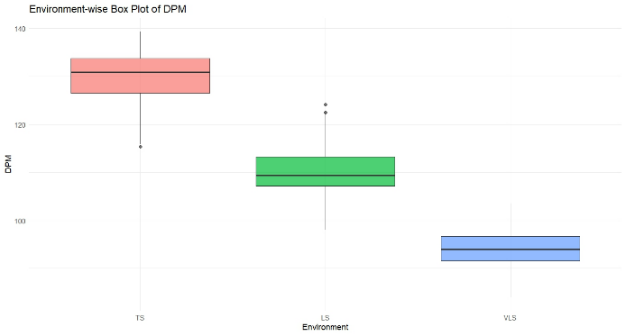 Environment-wise Box Plot of DPM
140
120
100
DPM
TS LS VLS
Environment